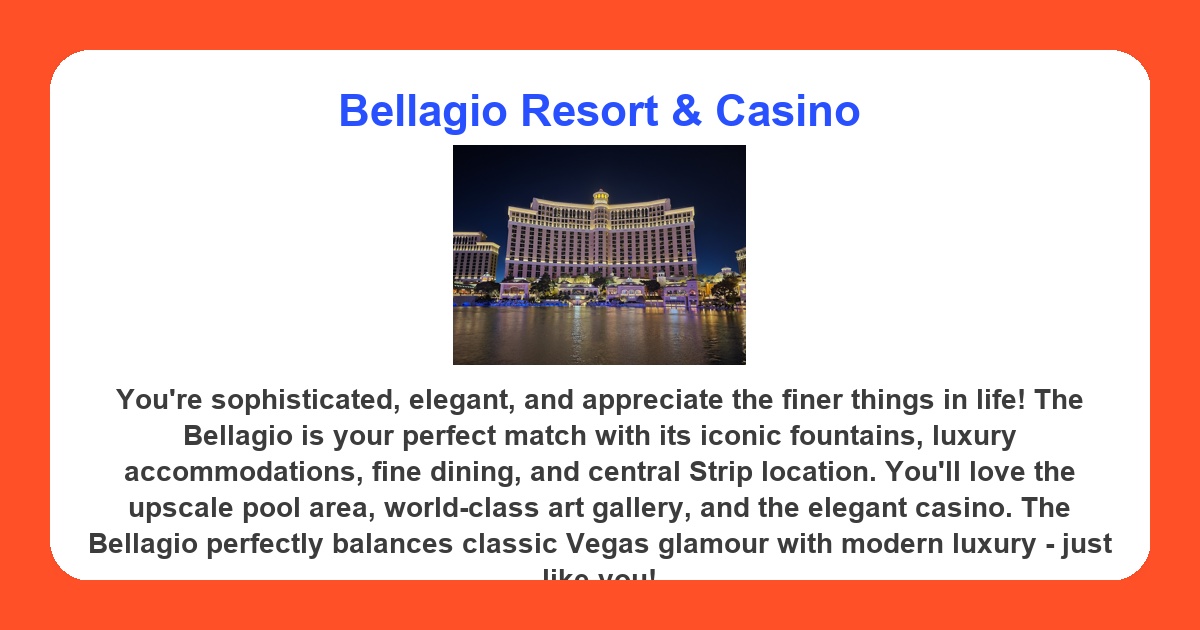 Bellagio Resort & Casino
You're sophisticated, elegant, and appreciate the finer things in life! The
Bellagio is your perfect match with its iconic fountains, luxury
accommodations, fine dining, and central Strip location. You'll love the
upscale pool area, world-class art gallery, and the elegant casino. The
Bellagio perfectly balances classic Vegas glamour with modern luxury - just
like you!